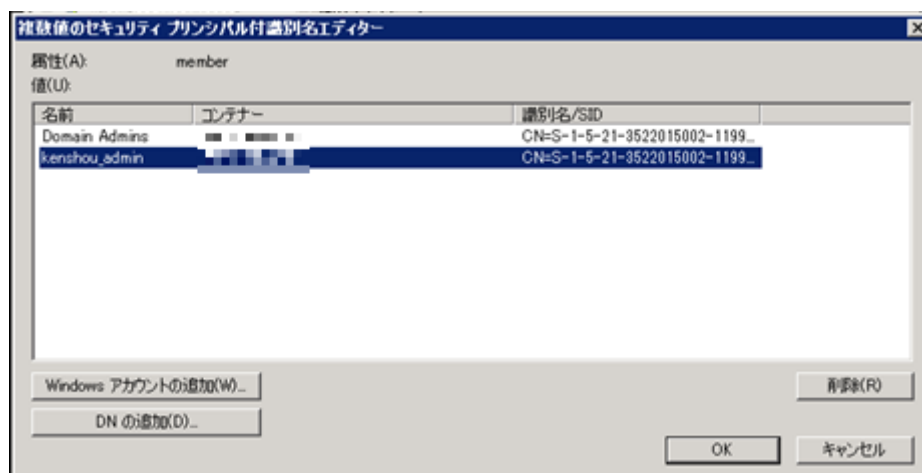 複数値のセキュリティ プリンシパル付識別名エディター
属性(A): member
値(U):
名前 コンテナー 識別名/SID
Domain Admins CN=S-1-5-21-3522015002-1199...
kenshou_admin CN=S-1-5-21-3522015002-1199...
Windows アカウントの追加(W)... 削除(R)
DN の追加(D)...
OK キャンセル